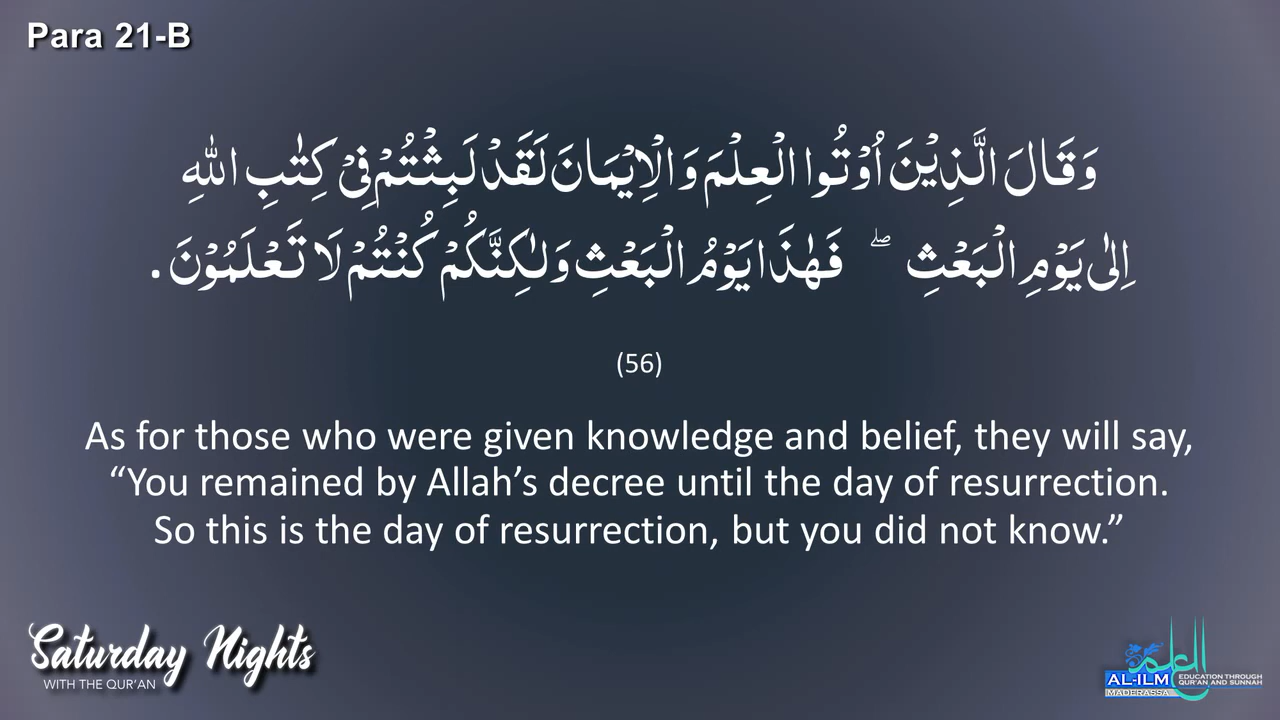 Para 21-B
وَقَالَ الَّذِيْنَ اُوْتُوا الْعِلْمَ وَالْاِيْمَانَ لَقَدْ لَبِثْتُمْ فِيْ كِتٰبِ اللّٰهِ
اِلٰى يَوْمِ الْبَعْثِ ۖ فَهٰذَا يَوْمُ الْبَعْثِ وَلٰكِنَّكُمْ كُنْتُمْ لَا تَعْلَمُوْنَ .
(56)
As for those who were given knowledge and belief, they will say,
“You remained by Allah’s decree until the day of resurrection.
So this is the day of resurrection, but you did not know.”
Saturday Nights
WITH THE QUR'AN
العلم
AL-ILM
MADERASSA
EDUCATION THROUGH
QUR'AN AND SUNNAH